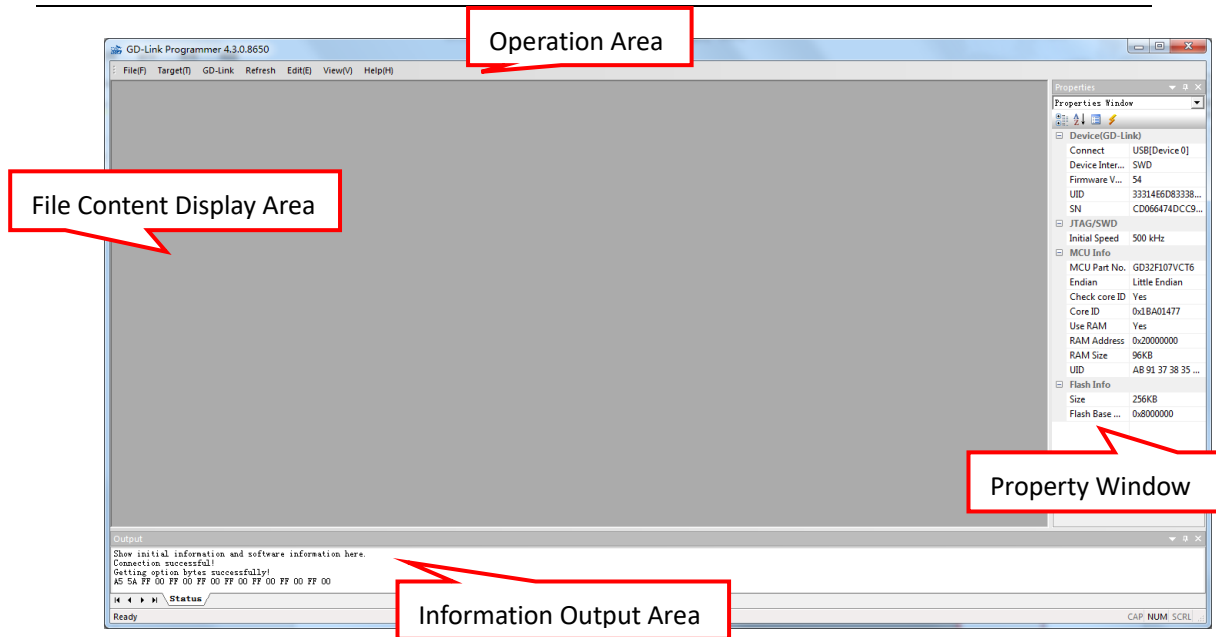 Operation Area
GD-Link Programmer 4.3.0.8650
File(F) Target(T) GD-Link Refresh Edit(E) View(V) Help(H)
File Content Display Area
Properties
Properties Window
Device(GD-Link)
Connect USB[Device 0]
Device Inter... SWD
Firmware V... 54
UID 33314E6D83338...
SN CD066474DCC9...
JTAG/SWD
Initial Speed 500 kHz
MCU Info
MCU Part No. GD32F107VCT6
Endian Little Endian
Check core ID Yes
Core ID 0x1BA01477
Use RAM Yes
RAM Address 0x20000000
RAM Size 96KB
UID AB 91 37 38 35 ...
Flash Info
Size 256KB
Flash Base ... 0x8000000
Property Window
Output
Show initial information and software information here.
Connection successful!
Getting option bytes successfully!
A5 5A FF 00 FF 00 FF 00 FF 00 FF 00 FF 00 FF 00
Status
Information Output Area
Ready
CAP NUM SCRL